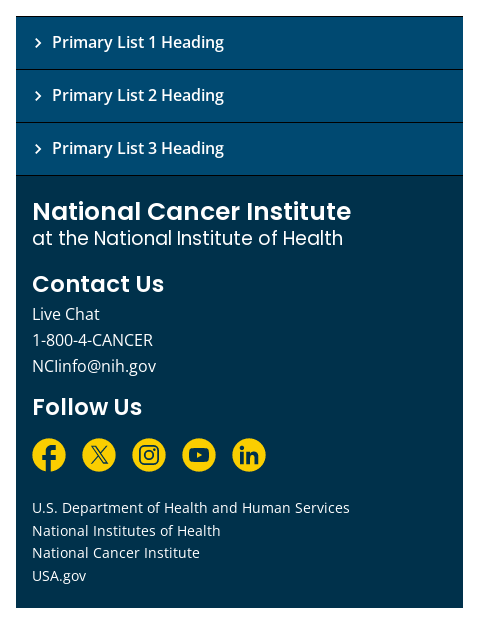 Primary List 1 Heading
Primary List 2 Heading
Primary List 3 Heading
National Cancer Institute
at the National Institute of Health
Contact Us
Live Chat
1-800-4-CANCER
NCIinfo@nih.gov
Follow Us
U.S. Department of Health and Human Services
National Institutes of Health
National Cancer Institute
USA.gov